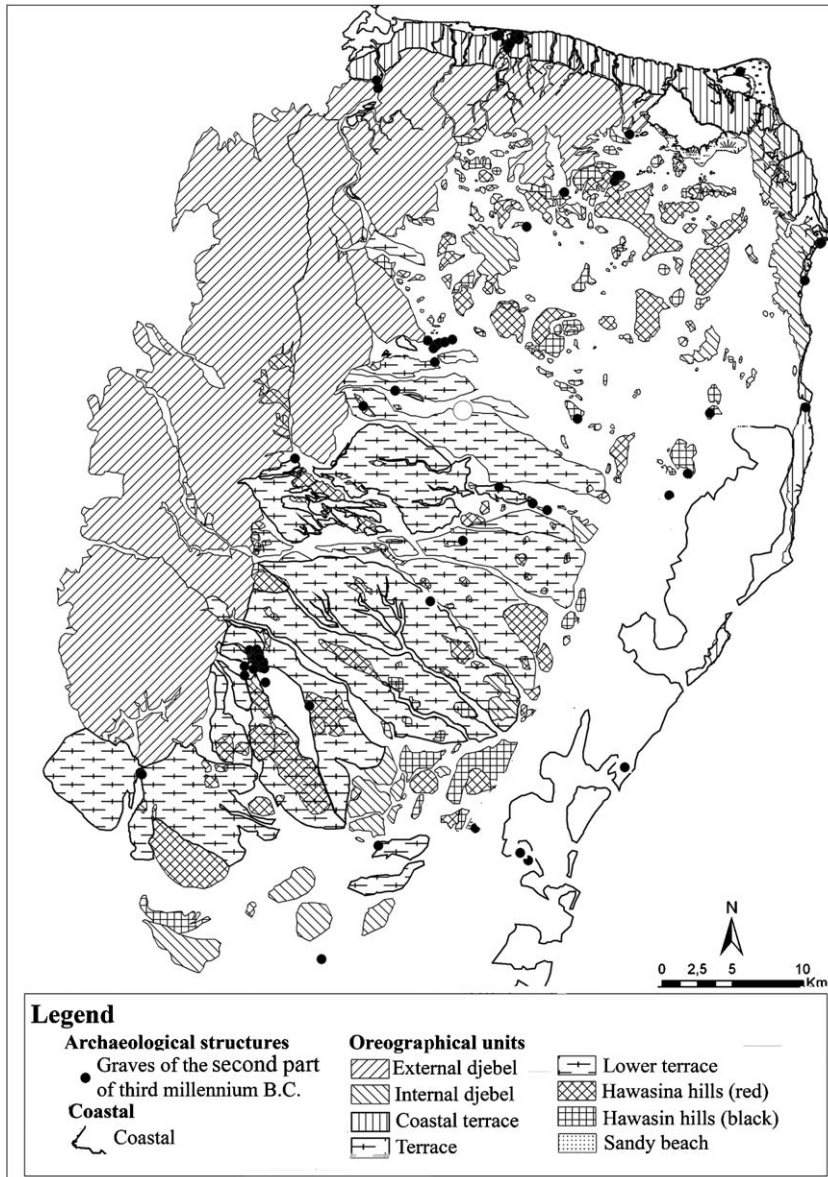 N
0 2,5 5 10
Km
Legend
Archaeological structures
Graves of the second part
of third millennium B.C.
Coastal
Coastal
Oreographical units
External djebel
Internal djebel
Coastal terrace
Terrace
Lower terrace
Hawasina hills (red)
Hawasin hills (black)
Sandy beach